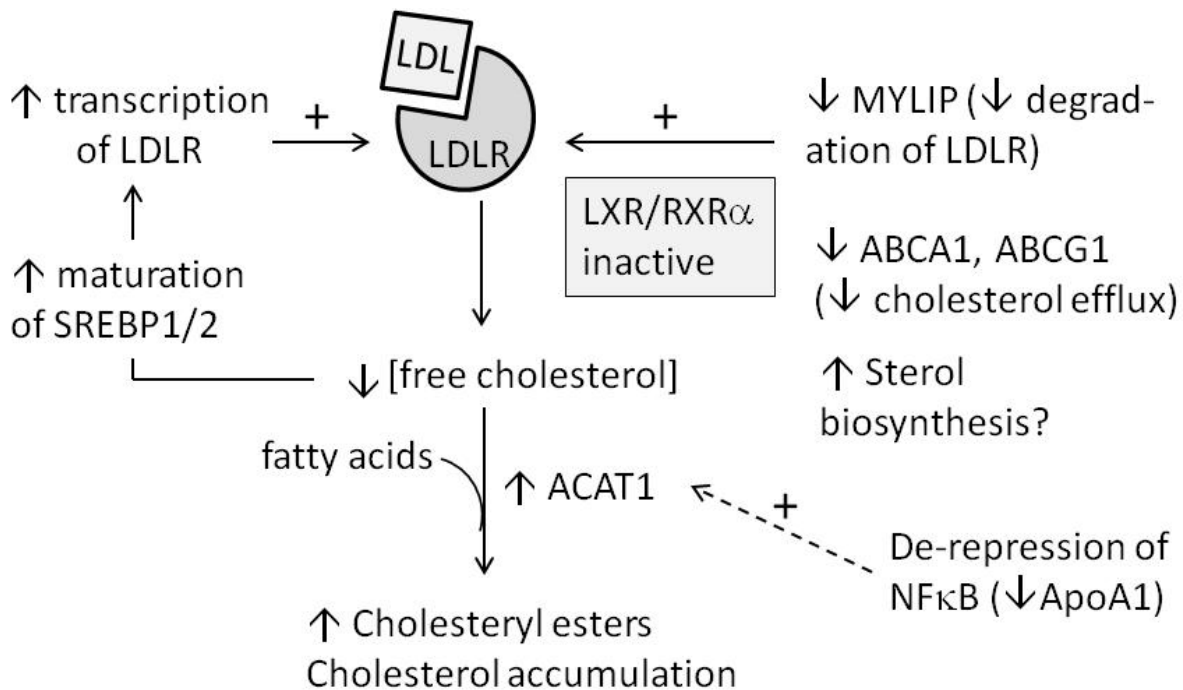 LDL
LDLR
↑ transcription
of LDLR
+
+
↓ MYLIP (↓ degrad-
ation of LDLR)
LXR/RXRα
inactive
↑ maturation
of SREBP1/2
↓ ABCA1, ABCG1
(↓ cholesterol efflux)
↓ [free cholesterol]
↑ Sterol
biosynthesis?
fatty acids
↑ ACAT1
+
De-repression of
NFκB (↓ApoA1)
↑ Cholesteryl esters
Cholesterol accumulation